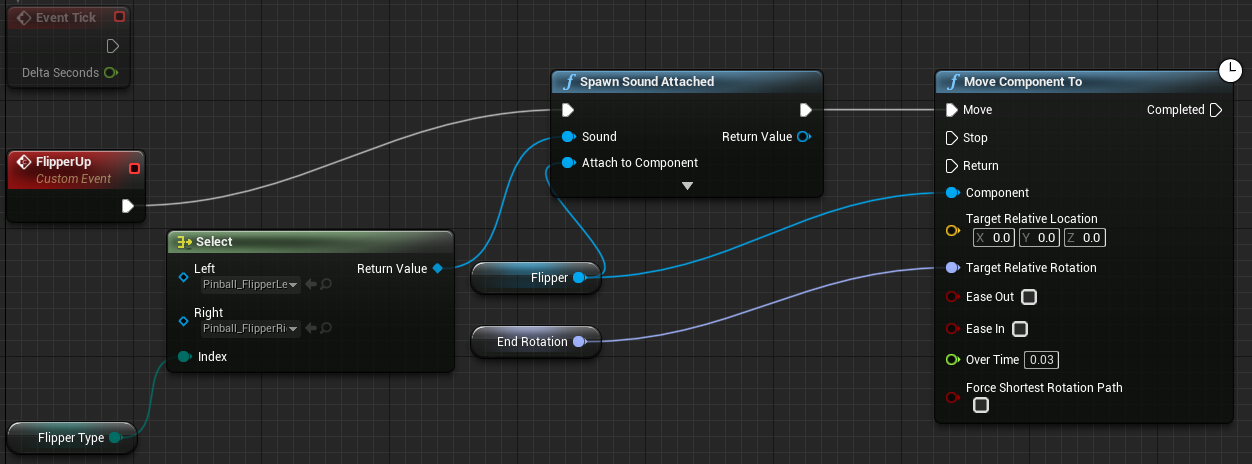 Event Tick
Delta Seconds
FlipperUp
Custom Event
Select
Left
Pinball_FlipperLe
Return Value
Right
Pinball_FlipperRi
Index
Flipper Type
Spawn Sound Attached
Sound
Return Value
Attach to Component
Flipper
End Rotation
Move Component To
Move
Completed
Stop
Return
Component
Target Relative Location
X 0.0 Y 0.0 Z 0.0
Target Relative Rotation
Ease Out
Ease In
Over Time 0.03
Force Shortest Rotation Path